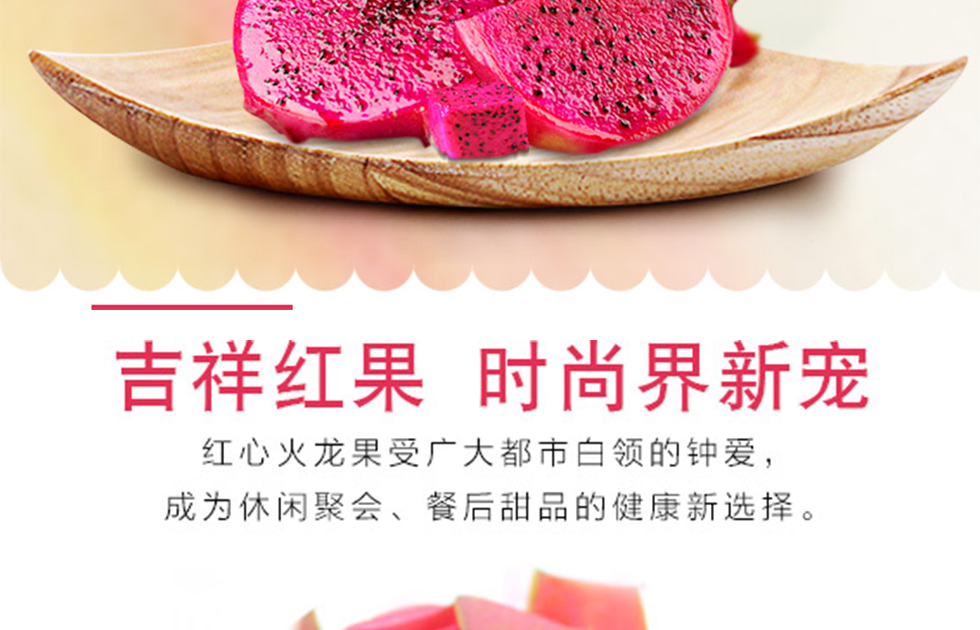 吉祥红果 时尚界新宠
红心火龙果受广大都市白领的钟爱，
成为休闲聚会、餐后甜品的健康新选择。